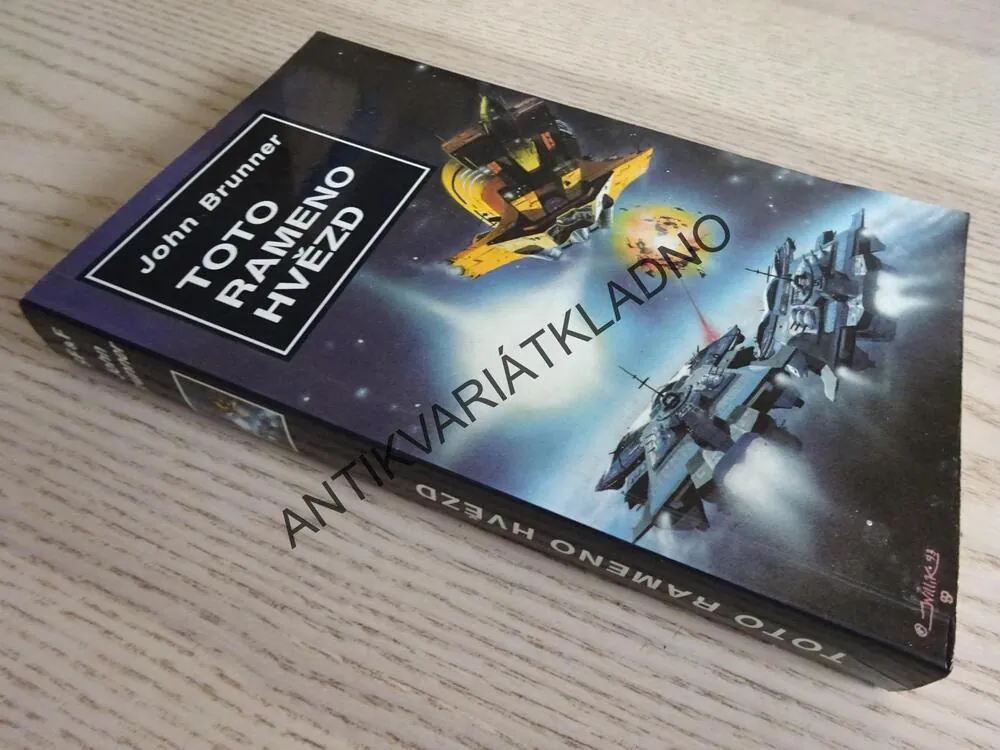 John Brunner
TOTO
RAMENO
HVĚZD
ANTIKVARIÁTKLADNO
TOTO RAMENO HVĚZD